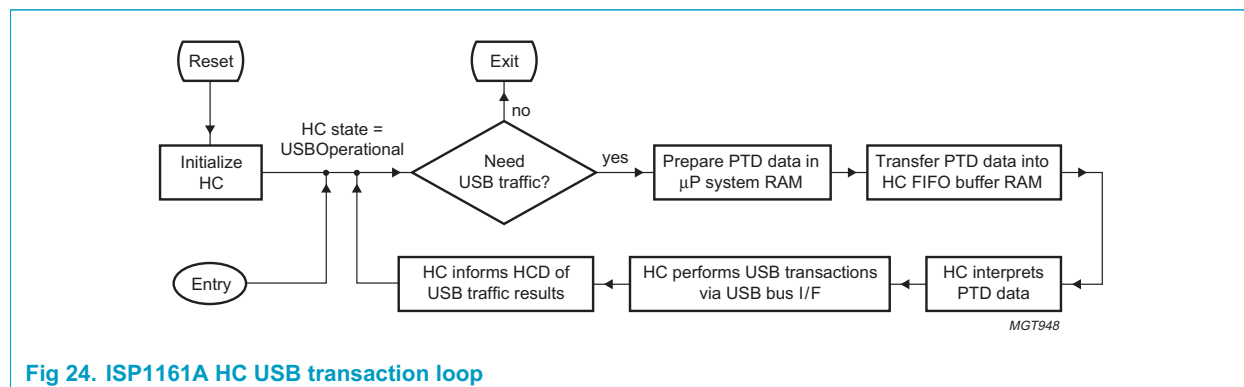 Reset
Exit
no
HC state =
USBOperational
Initialize
HC
Need
USB traffic?
yes
Prepare PTD data in
µP system RAM
Transfer PTD data into
HC FIFO buffer RAM
Entry
HC informs HCD of
USB traffic results
HC performs USB transactions
via USB bus I/F
HC interprets
PTD data
MGT948
Fig 24. ISP1161A HC USB transaction loop